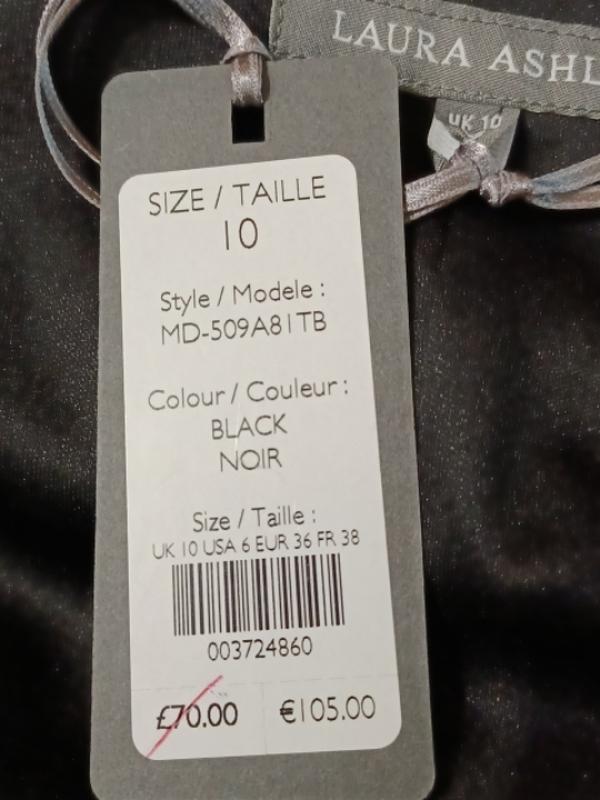 LAURA ASHL
UK 10
SIZE / TAILLE
10
Style / Modele :
MD-509A81TB
Colour / Couleur :
BLACK
NOIR
Size / Taille :
UK 10 USA 6 EUR 36 FR 38
003724860
£70.00 €105.00